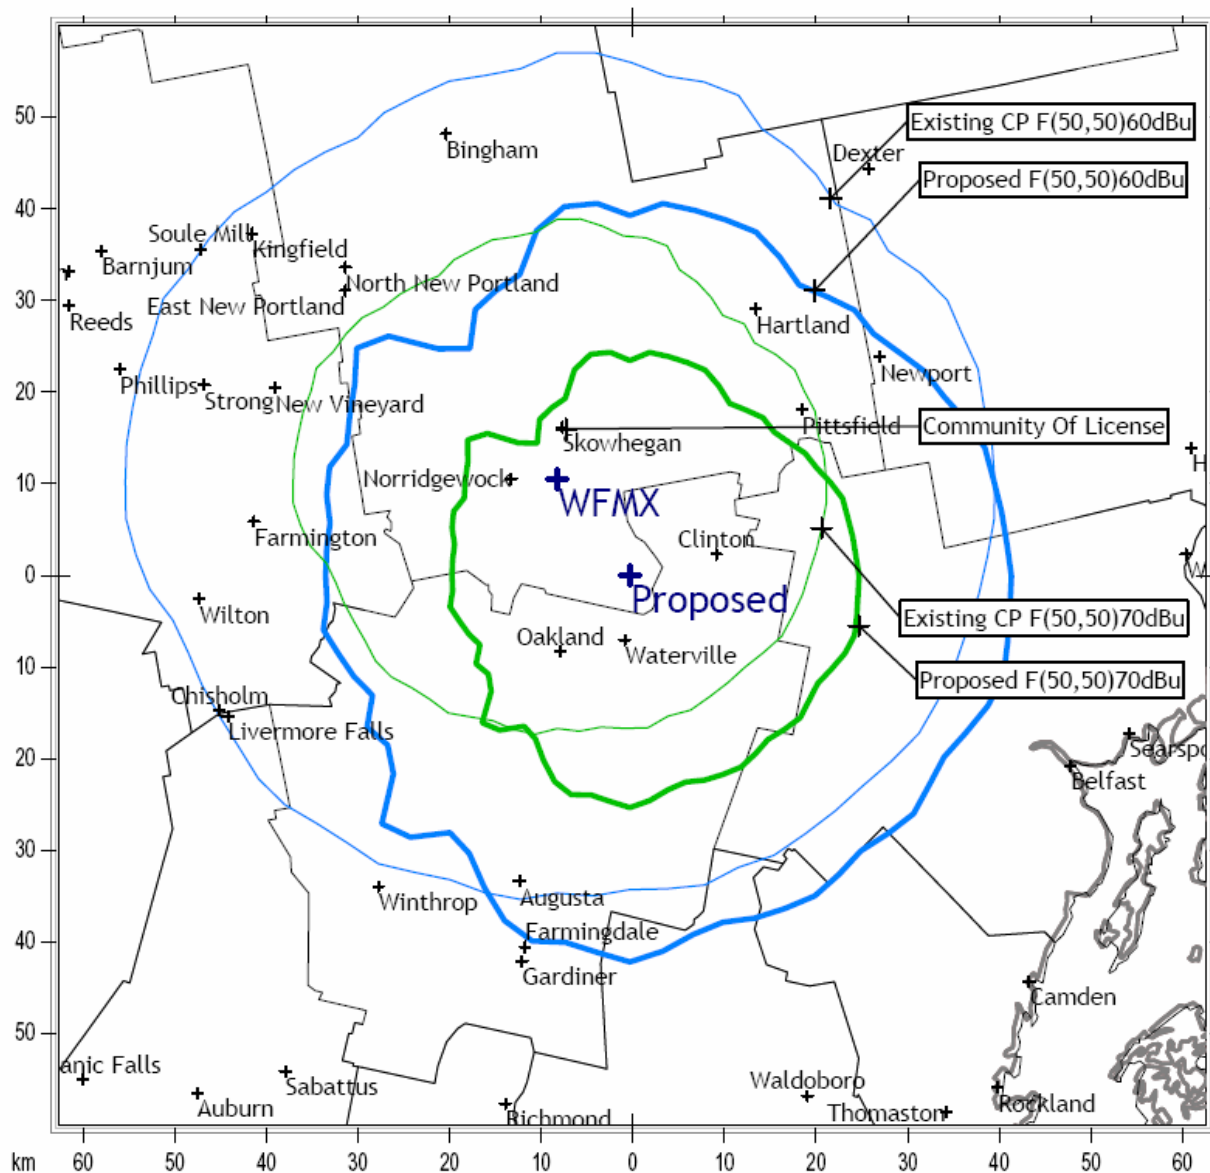 50
40
30
20
10
0
10
20
30
40
50
Existing CP F(50,50)60dBu
Dexter
Bingham
Proposed F(50,50)60dBu
Soule Mill
Kingfield
Barnjum
North New Portland
East New Portland
Reeds
Hartland
Newport
Phillips
Strong
New Vineyard
Pittsfield
Community Of License
Skowhegan
H
Norridgewock
WFMX
Farmington
Clinton
W
Proposed
Wilton
Existing CP F(50,50)70dBu
Oakland
Waterville
Proposed F(50,50)70dBu
Chisholm
Livermore Falls
Searspo
Belfast
Winthrop
Augusta
Farmingdale
Gardiner
Camden
anic Falls
Sabattus
Auburn
Waldoboro
Thomaston
Rockland
Richmond
km
60
50
40
30
20
10
0
10
20
30
40
50
60